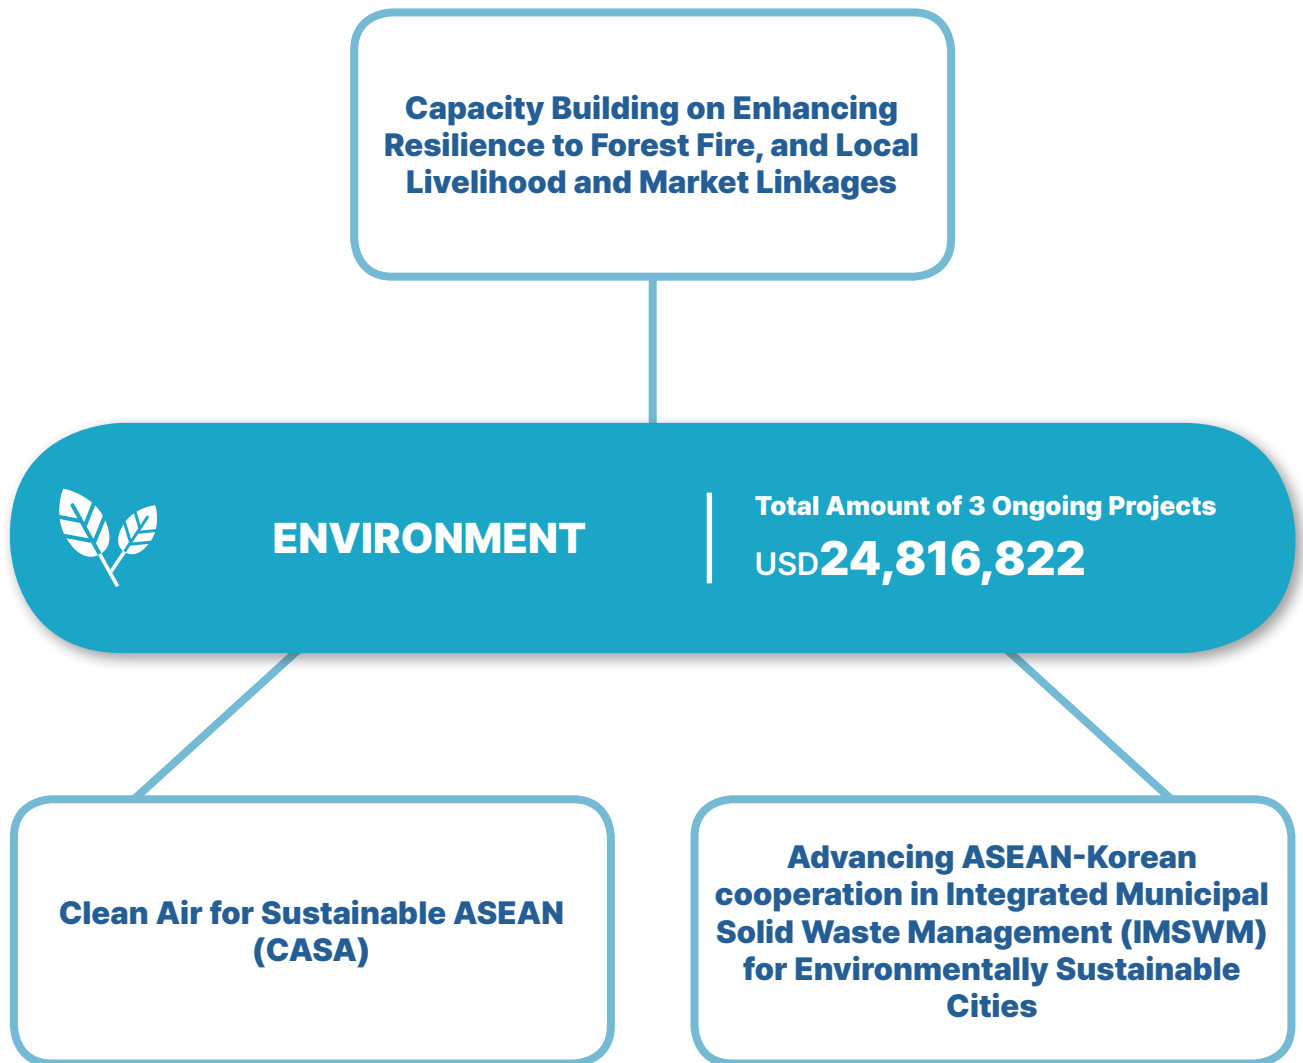 Capacity Building on Enhancing
Resilience to Forest Fire, and Local
Livelihood and Market Linkages
ENVIRONMENT
Total Amount of 3 Ongoing Projects
USD24,816,822
Clean Air for Sustainable ASEAN
(CASA)
Advancing ASEAN-Korean
cooperation in Integrated Municipal
Solid Waste Management (IMSWM)
for Environmentally Sustainable
Cities